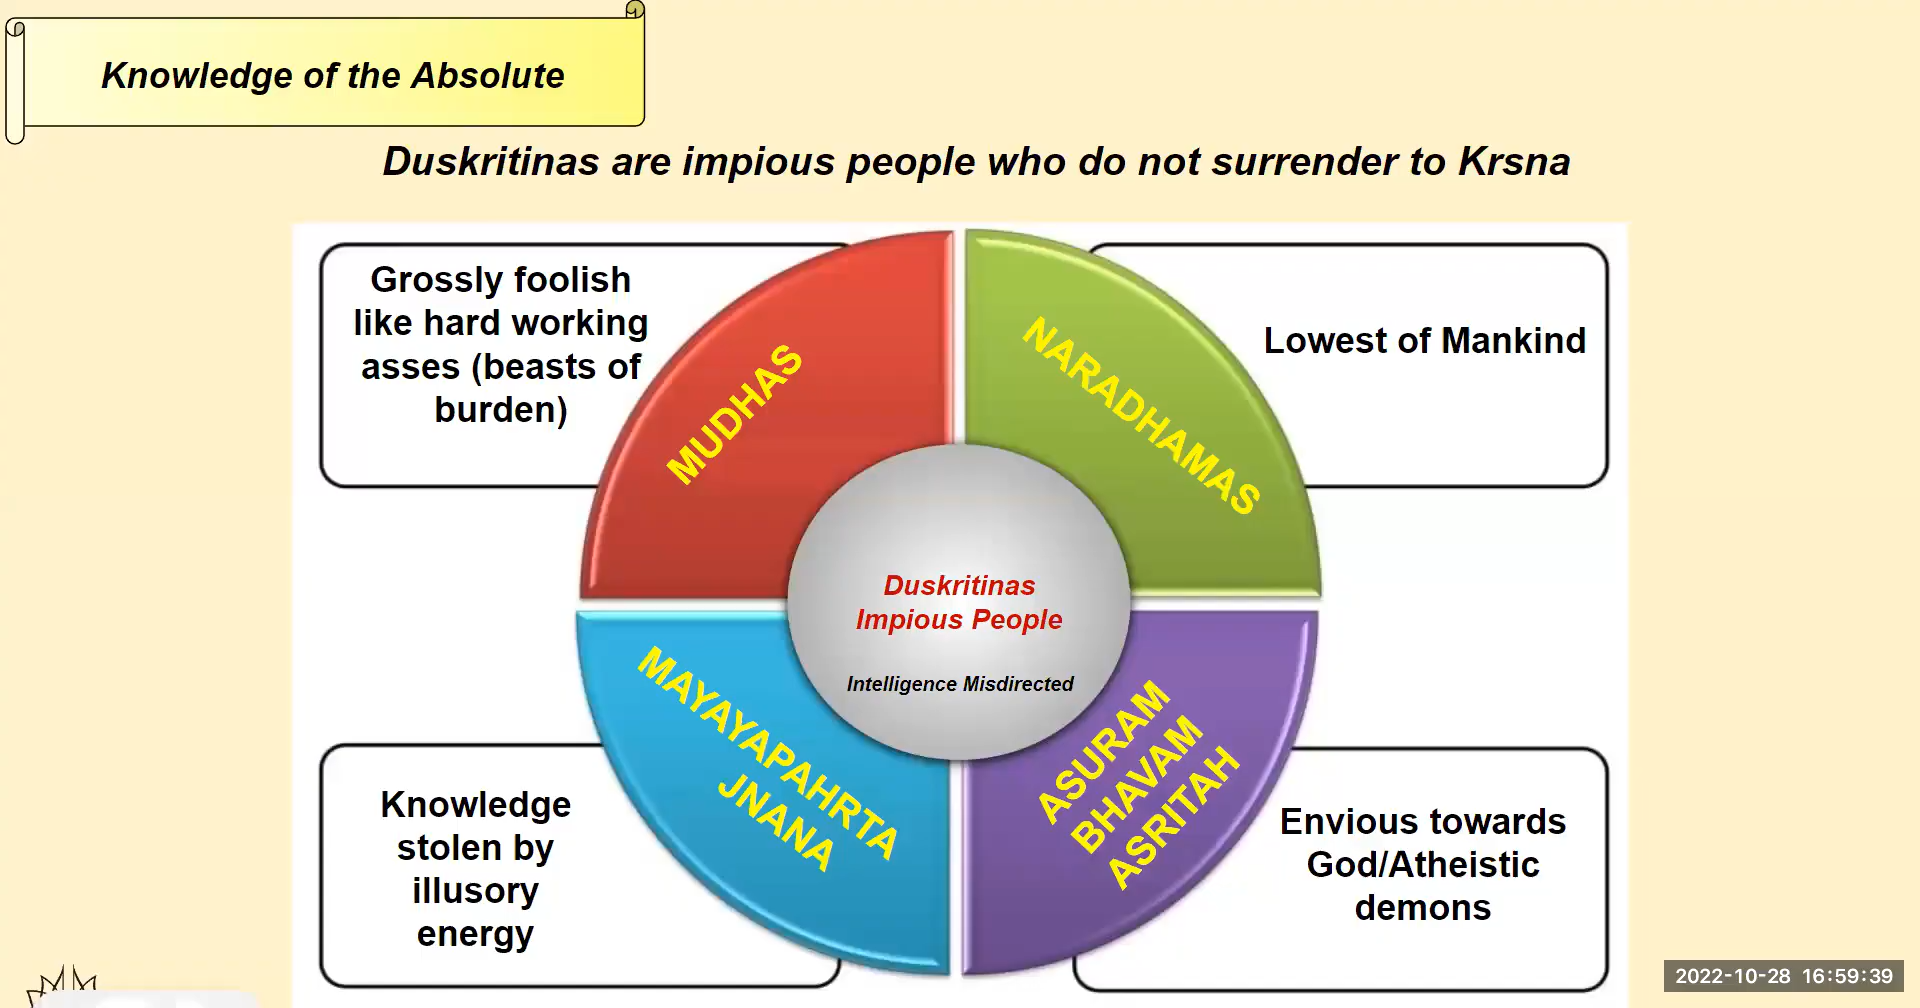 Knowledge of the Absolute
Duskritinas are impious people who do not surrender to Krsna
Grossly foolish
like hard working
asses (beasts of
burden)
MUDHAS
NARADHAMAS
Lowest of Mankind
Duskritinas
Impious People
Intelligence Misdirected
MAYAYAPAHRTA
JNANA
Knowledge
stolen by
illusory
energy
ASURAM
BHAVAM
ASRITAH
Envious towards
God/Atheistic
demons
2022-10-28 16:59:39